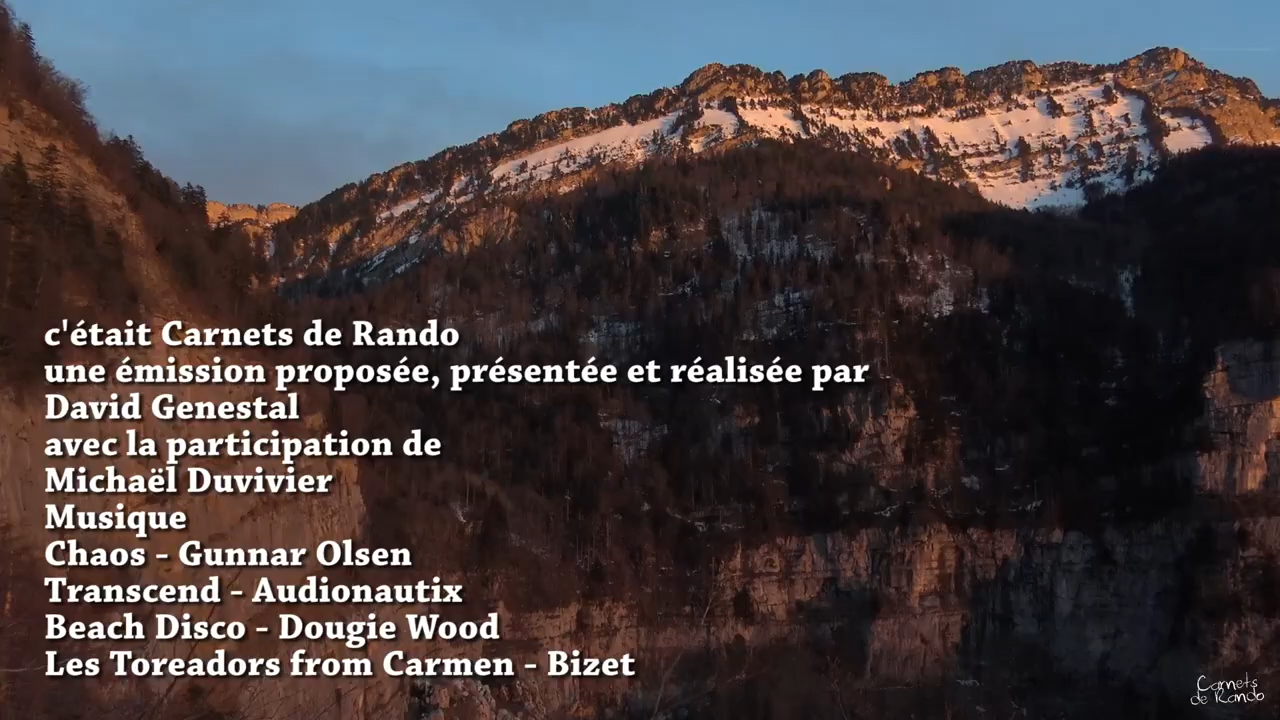 c'était Carnets de Rando
une émission proposée, présentée et réalisée par
David Genestal
avec la participation de
Michaël Duvivier
Musique
Chaos - Gunnar Olsen
Transcend - Audionautix
Beach Disco - Dougie Wood
Les Toreadors from Carmen - Bizet
Carnets
de Rando